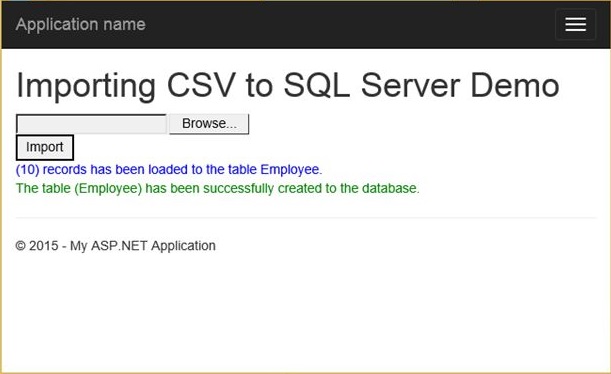 Application name
Importing CSV to SQL Server Demo
Browse...
Import
(10) records has been loaded to the table Employee.
The table (Employee) has been successfully created to the database.
© 2015 - My ASP.NET Application